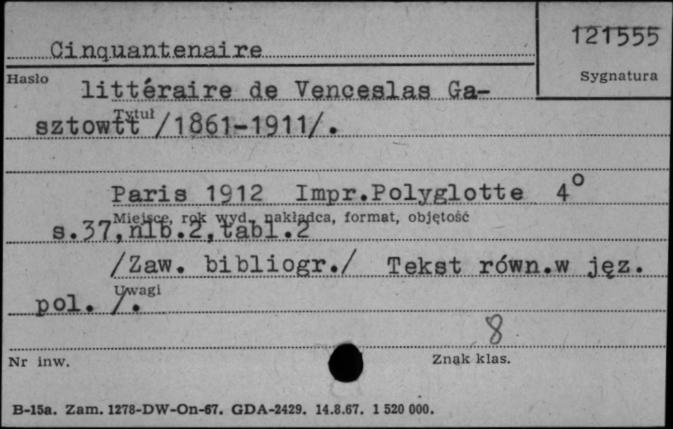 121555
Cinquantenaire
Hasło
Sygnatura
littéraire de Venceslas Ga-
Tytuł
sztowtt /1861-1911/.
Paris 1912 Impr.Polyglotte 4°
Miejsce, rok wyd., nakładca, format, objętość
s.37,nlb.2,tabl.2
/Zaw. bibliogr./ Tekst równ.w jęz.
Uwagi
pol. /.
8
Nr inw.
Znak klas.
B-15a. Zam. 1278-DW-On-67. GDA-2429. 14.8.67. 1 520 000.